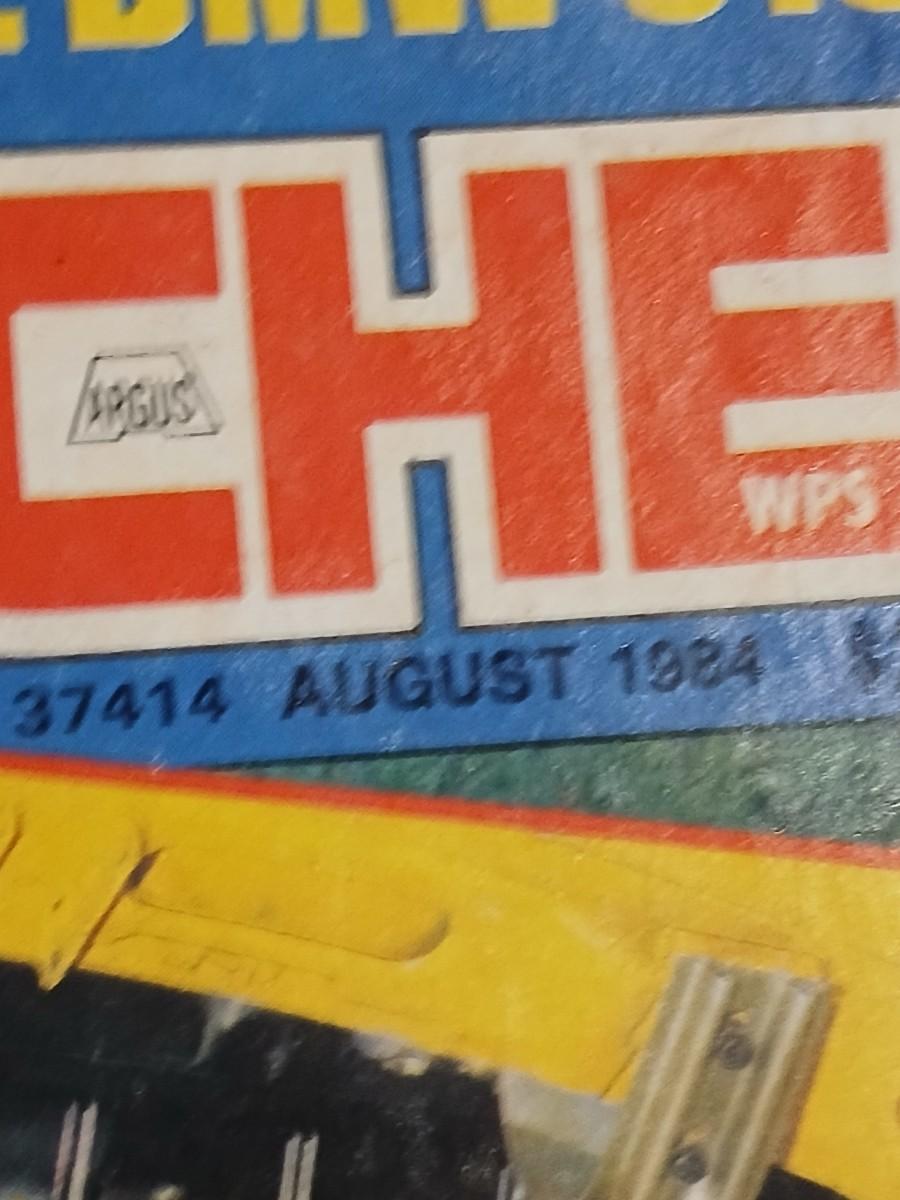 BMW
CHE
ARGUS
WPS
37414 AUGUST 1984